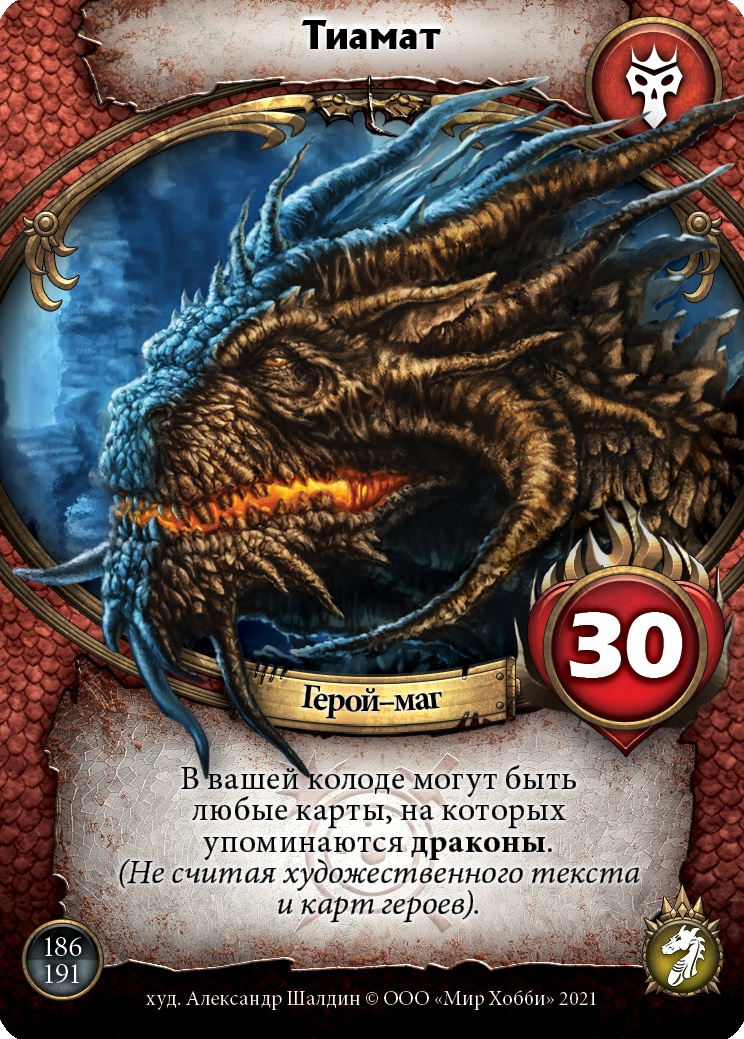 Тиамат
30
Герой-маг
В вашей колоде могут быть
любые карты, на которых
упоминаются драконы.
(Не считая художественного текста
и карт героев).
186
191
худ. Александр Шалдин © ООО «Мир Хобби» 2021